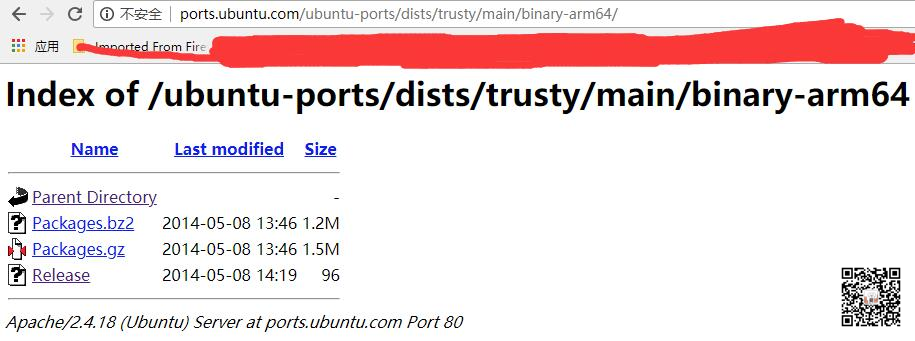 不安全 | ports.ubuntu.com/ubuntu-ports/dists/trusty/main/binary-arm64/
应用 Imported From Fire
Index of /ubuntu-ports/dists/trusty/main/binary-arm64
Name Last modified Size
Parent Directory -
Packages.bz2 2014-05-08 13:46 1.2M
Packages.gz 2014-05-08 13:46 1.5M
Release 2014-05-08 14:19 96
Apache/2.4.18 (Ubuntu) Server at ports.ubuntu.com Port 80